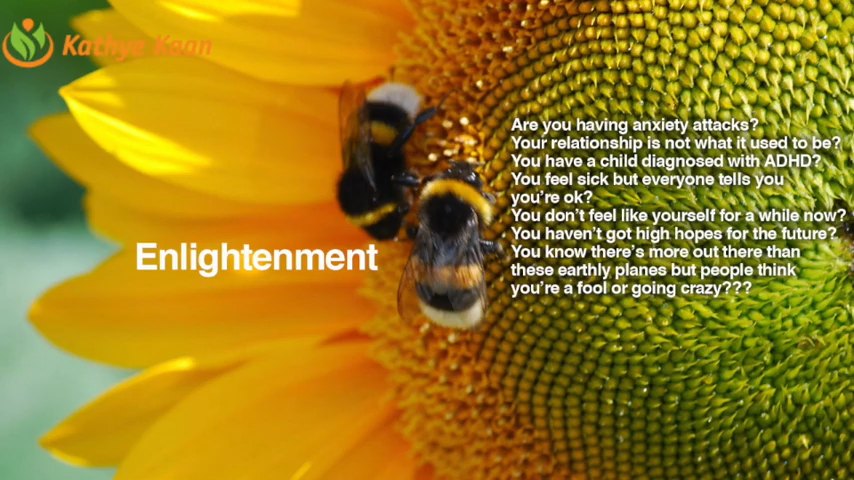 Kathye Kaan
Are you having anxiety attacks?
Your relationship is not what it used to be?
You have a child diagnosed with ADHD?
You feel sick but everyone tells you
you're ok?
You don't feel like yourself for a while now?
You haven't got high hopes for the future?
You know there's more out there than
these earthly planes but people think
you're a fool or going crazy???
Enlightenment